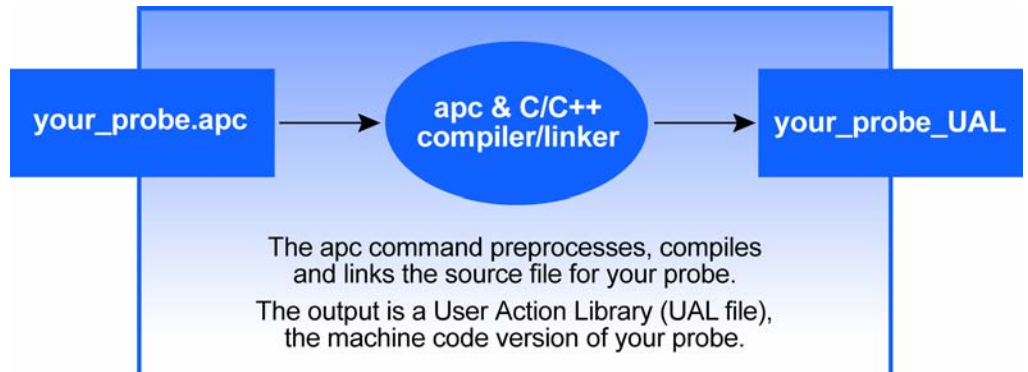 your_probe.apc
apc & C/C++
compiler/linker
your_probe_UAL
The apc command preprocesses, compiles
and links the source file for your probe.
The output is a User Action Library (UAL file),
the machine code version of your probe.